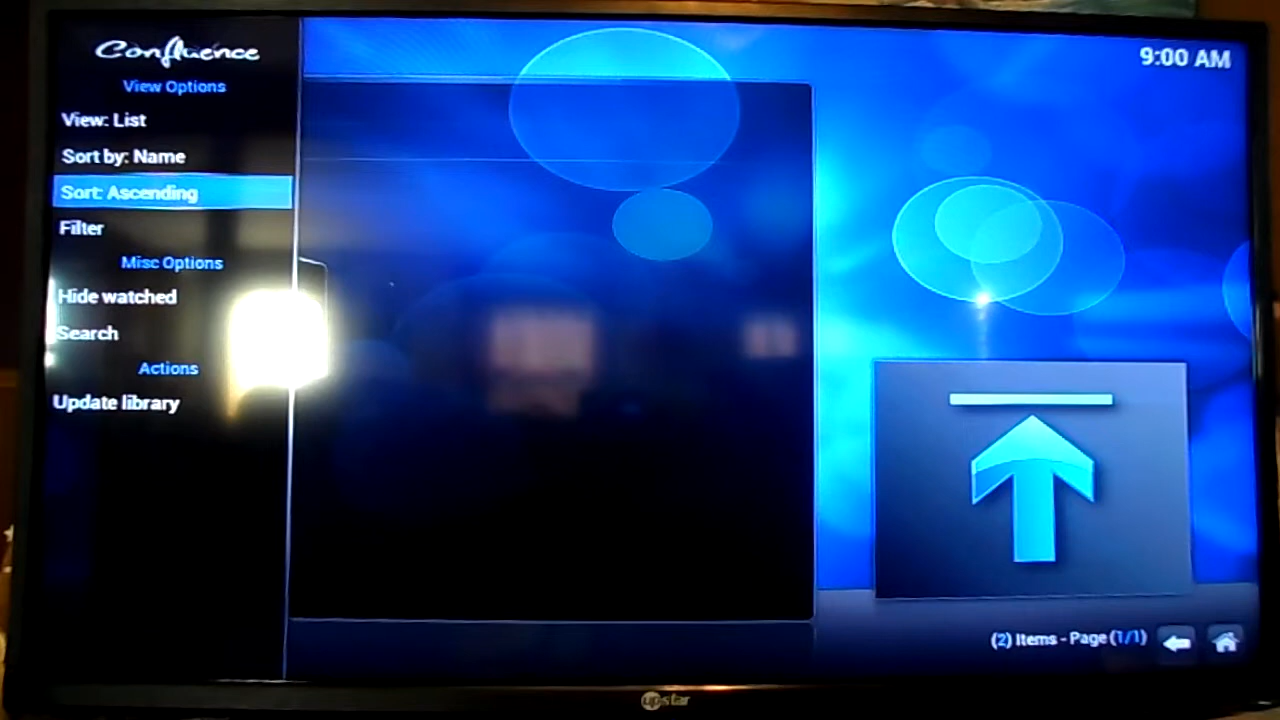 Confluence
View Options
View: List
Sort by: Name
Sort: Ascending
Filter
Misc Options
Hide watched
Search
Actions
Update library
9:00 AM
(2) Items - Page (1/1)
upstar